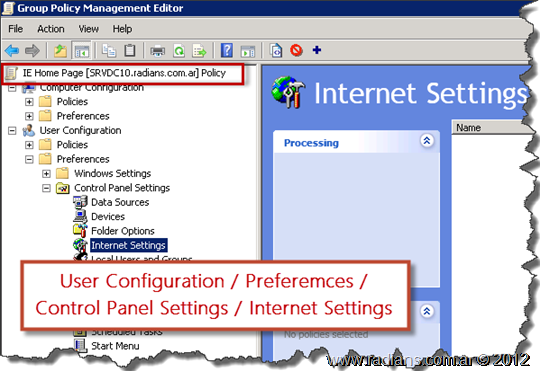 Group Policy Management Editor
File Action View Help
IE Home Page [SRVDC10.radians.com.ar] Policy
Computer Configuration
Policies
Preferences
User Configuration
Policies
Preferences
Windows Settings
Control Panel Settings
Data Sources
Devices
Folder Options
Internet Settings
Local Users and Groups
Scheduled Tasks
Start Menu
Internet Settings
Processing
Name
No policies selected
User Configuration / Preferemces /
Control Panel Settings / Internet Settings
www.radians.com.ar © 2012